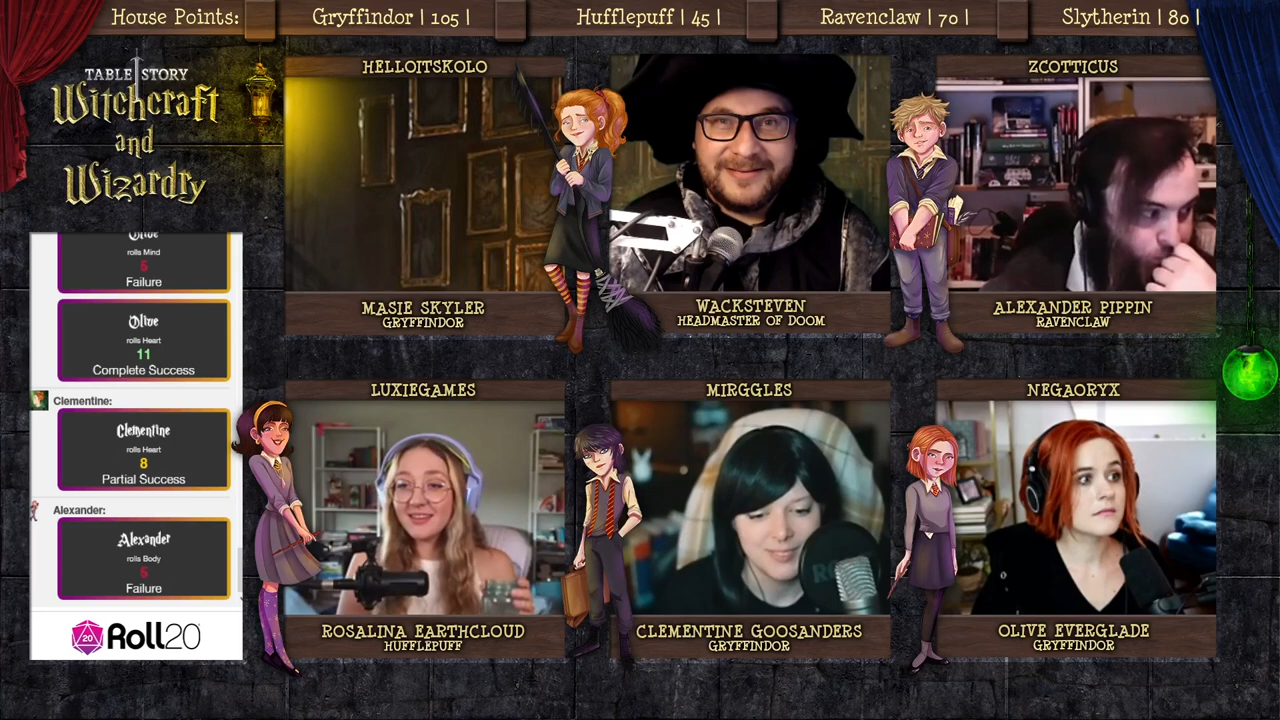 House Points:
Gryffindor | 105 |
Hufflepuff | 45 |
Ravenclaw | 70 |
Slytherin | 80 |
TABLE STORY
Witchcraft
and
Wizardry
HELLOITSKOLO
MASIE SKYLER
GRYFFINDOR
WACKSTEVEN
HEADMASTER OF DOOM
ZCOTTICUS
ALEXANDER PIPPIN
RAVENCLAW
Olive
rolls Mind
5
Failure
Olive
rolls Heart
11
Complete Success
Clementine:
Clementine
rolls Heart
8
Partial Success
Alexander:
Alexander
rolls Body
5
Failure
20
Roll20
LUXIEGAMES
ROSALINA EARTHCLOUD
HUFFLEPUFF
MIRGGLES
CLEMENTINE GOOSANDERS
GRYFFINDOR
NEGAORYX
OLIVE EVERGLADE
GRYFFINDOR